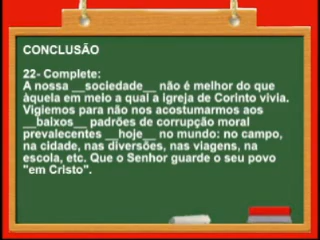 CONCLUSÃO
22- Complete:
A nossa __sociedade__ não é melhor do que
àquela em meio a qual a igreja de Corinto vivia.
Vigiemos para não nos acostumarmos aos
__baixos__ padrões de corrupção moral
prevalecentes __hoje__ no mundo: no campo,
na cidade, nas diversões, nas viagens, na
escola, etc. Que o Senhor guarde o seu povo
"em Cristo".